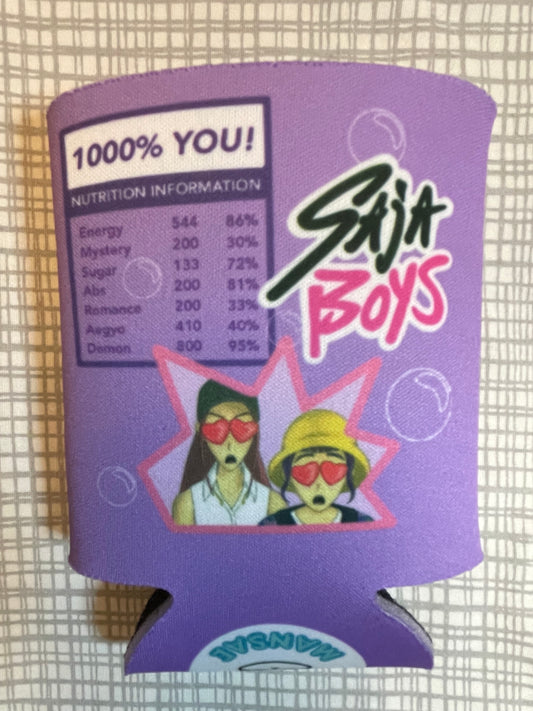 1000% YOU!
NUTRITION INFORMATION
Energy 544 86%
Mystery 200 30%
Sugar 133 72%
Abs 200 81%
Romance 200 33%
Aegyo 410 40%
Demon 800 95%
SAjA
BOYS
MANSAE